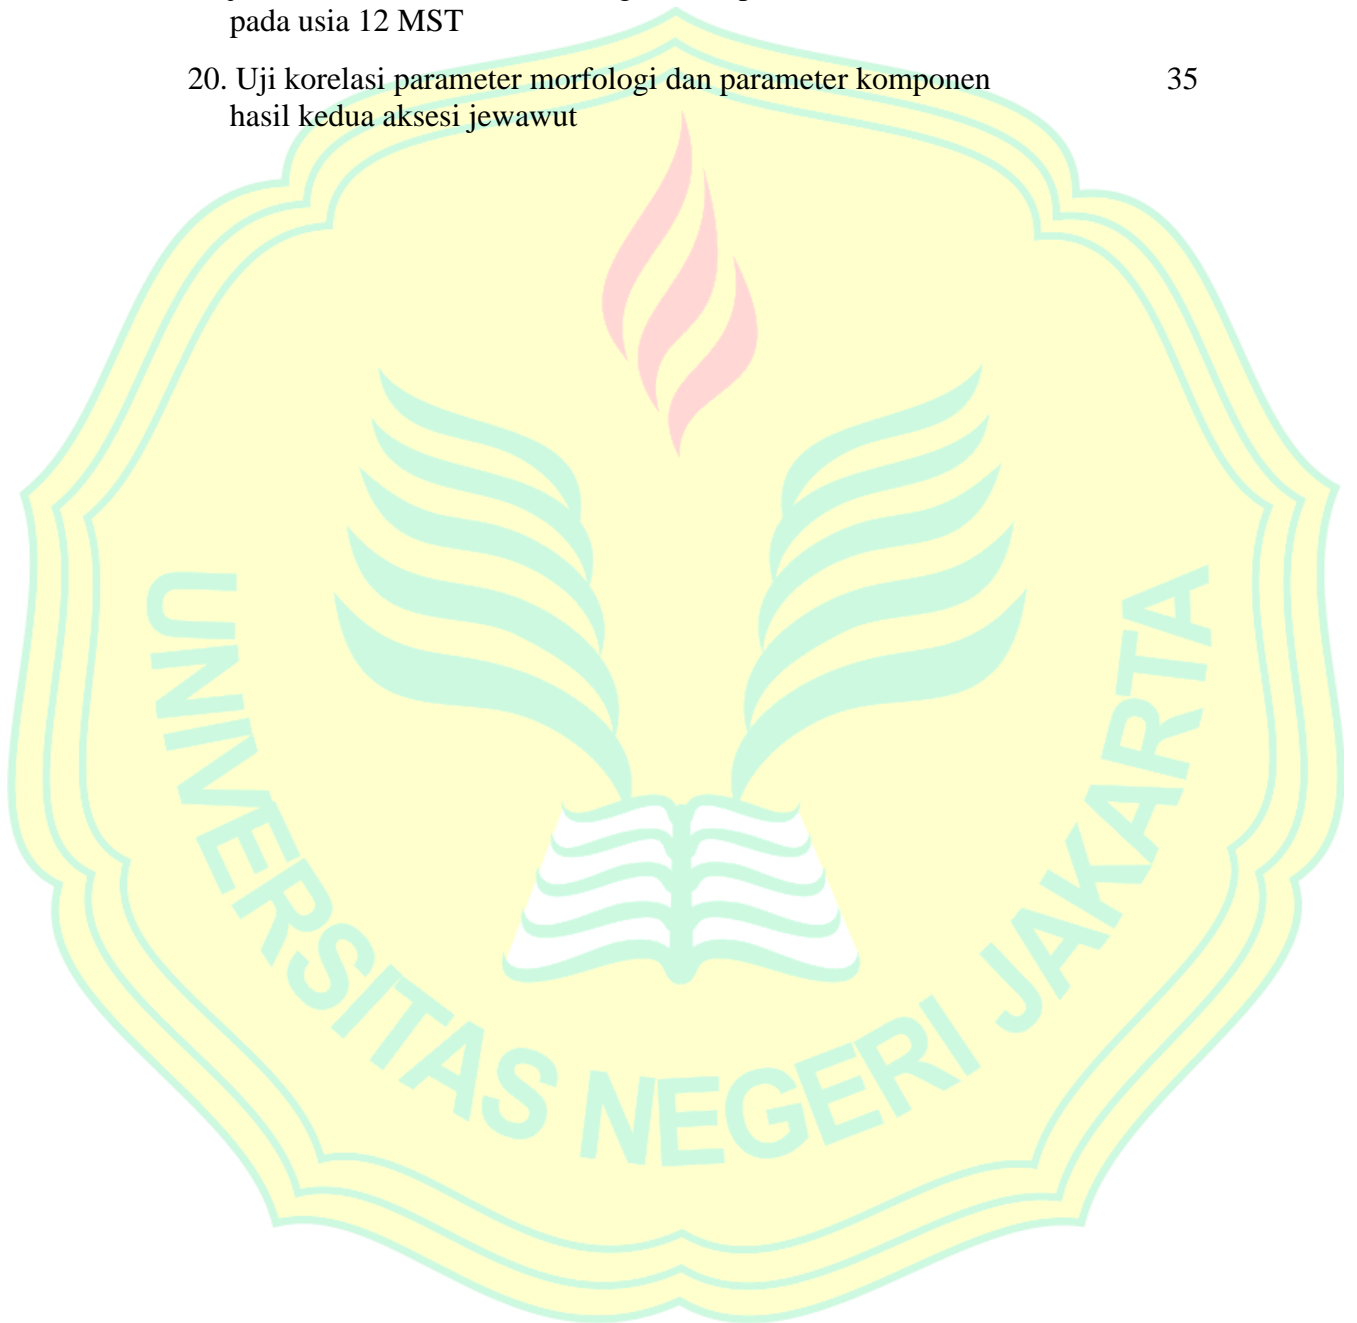 pada usia 12 MST
20. Uji korelasi parameter morfologi dan parameter komponen 35
hasil kedua aksesi jewawut
UNIVERSITAS NEGERI JAKARTA